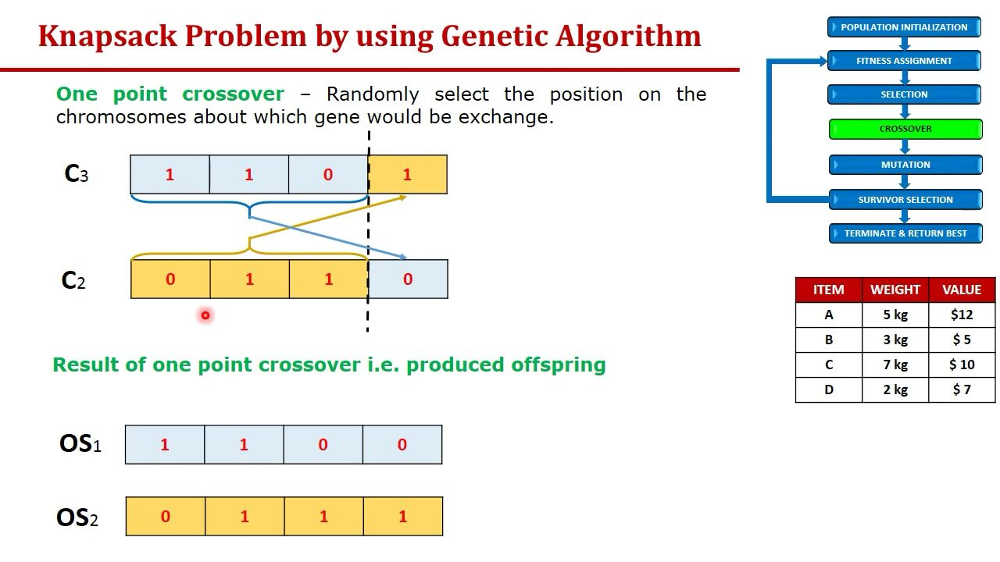 Knapsack Problem by using Genetic Algorithm
One point crossover – Randomly select the position on the
chromosomes about which gene would be exchange.
C3 1 1 0 1
C2 0 1 1 0
Result of one point crossover i.e. produced offspring
OS1 1 1 0 0
OS2 0 1 1 1
POPULATION INITIALIZATION
FITNESS ASSIGNMENT
SELECTION
CROSSOVER
MUTATION
SURVIVOR SELECTION
TERMINATE & RETURN BEST
ITEM WEIGHT VALUE
A 5 kg $12
B 3 kg $ 5
C 7 kg $ 10
D 2 kg $ 7